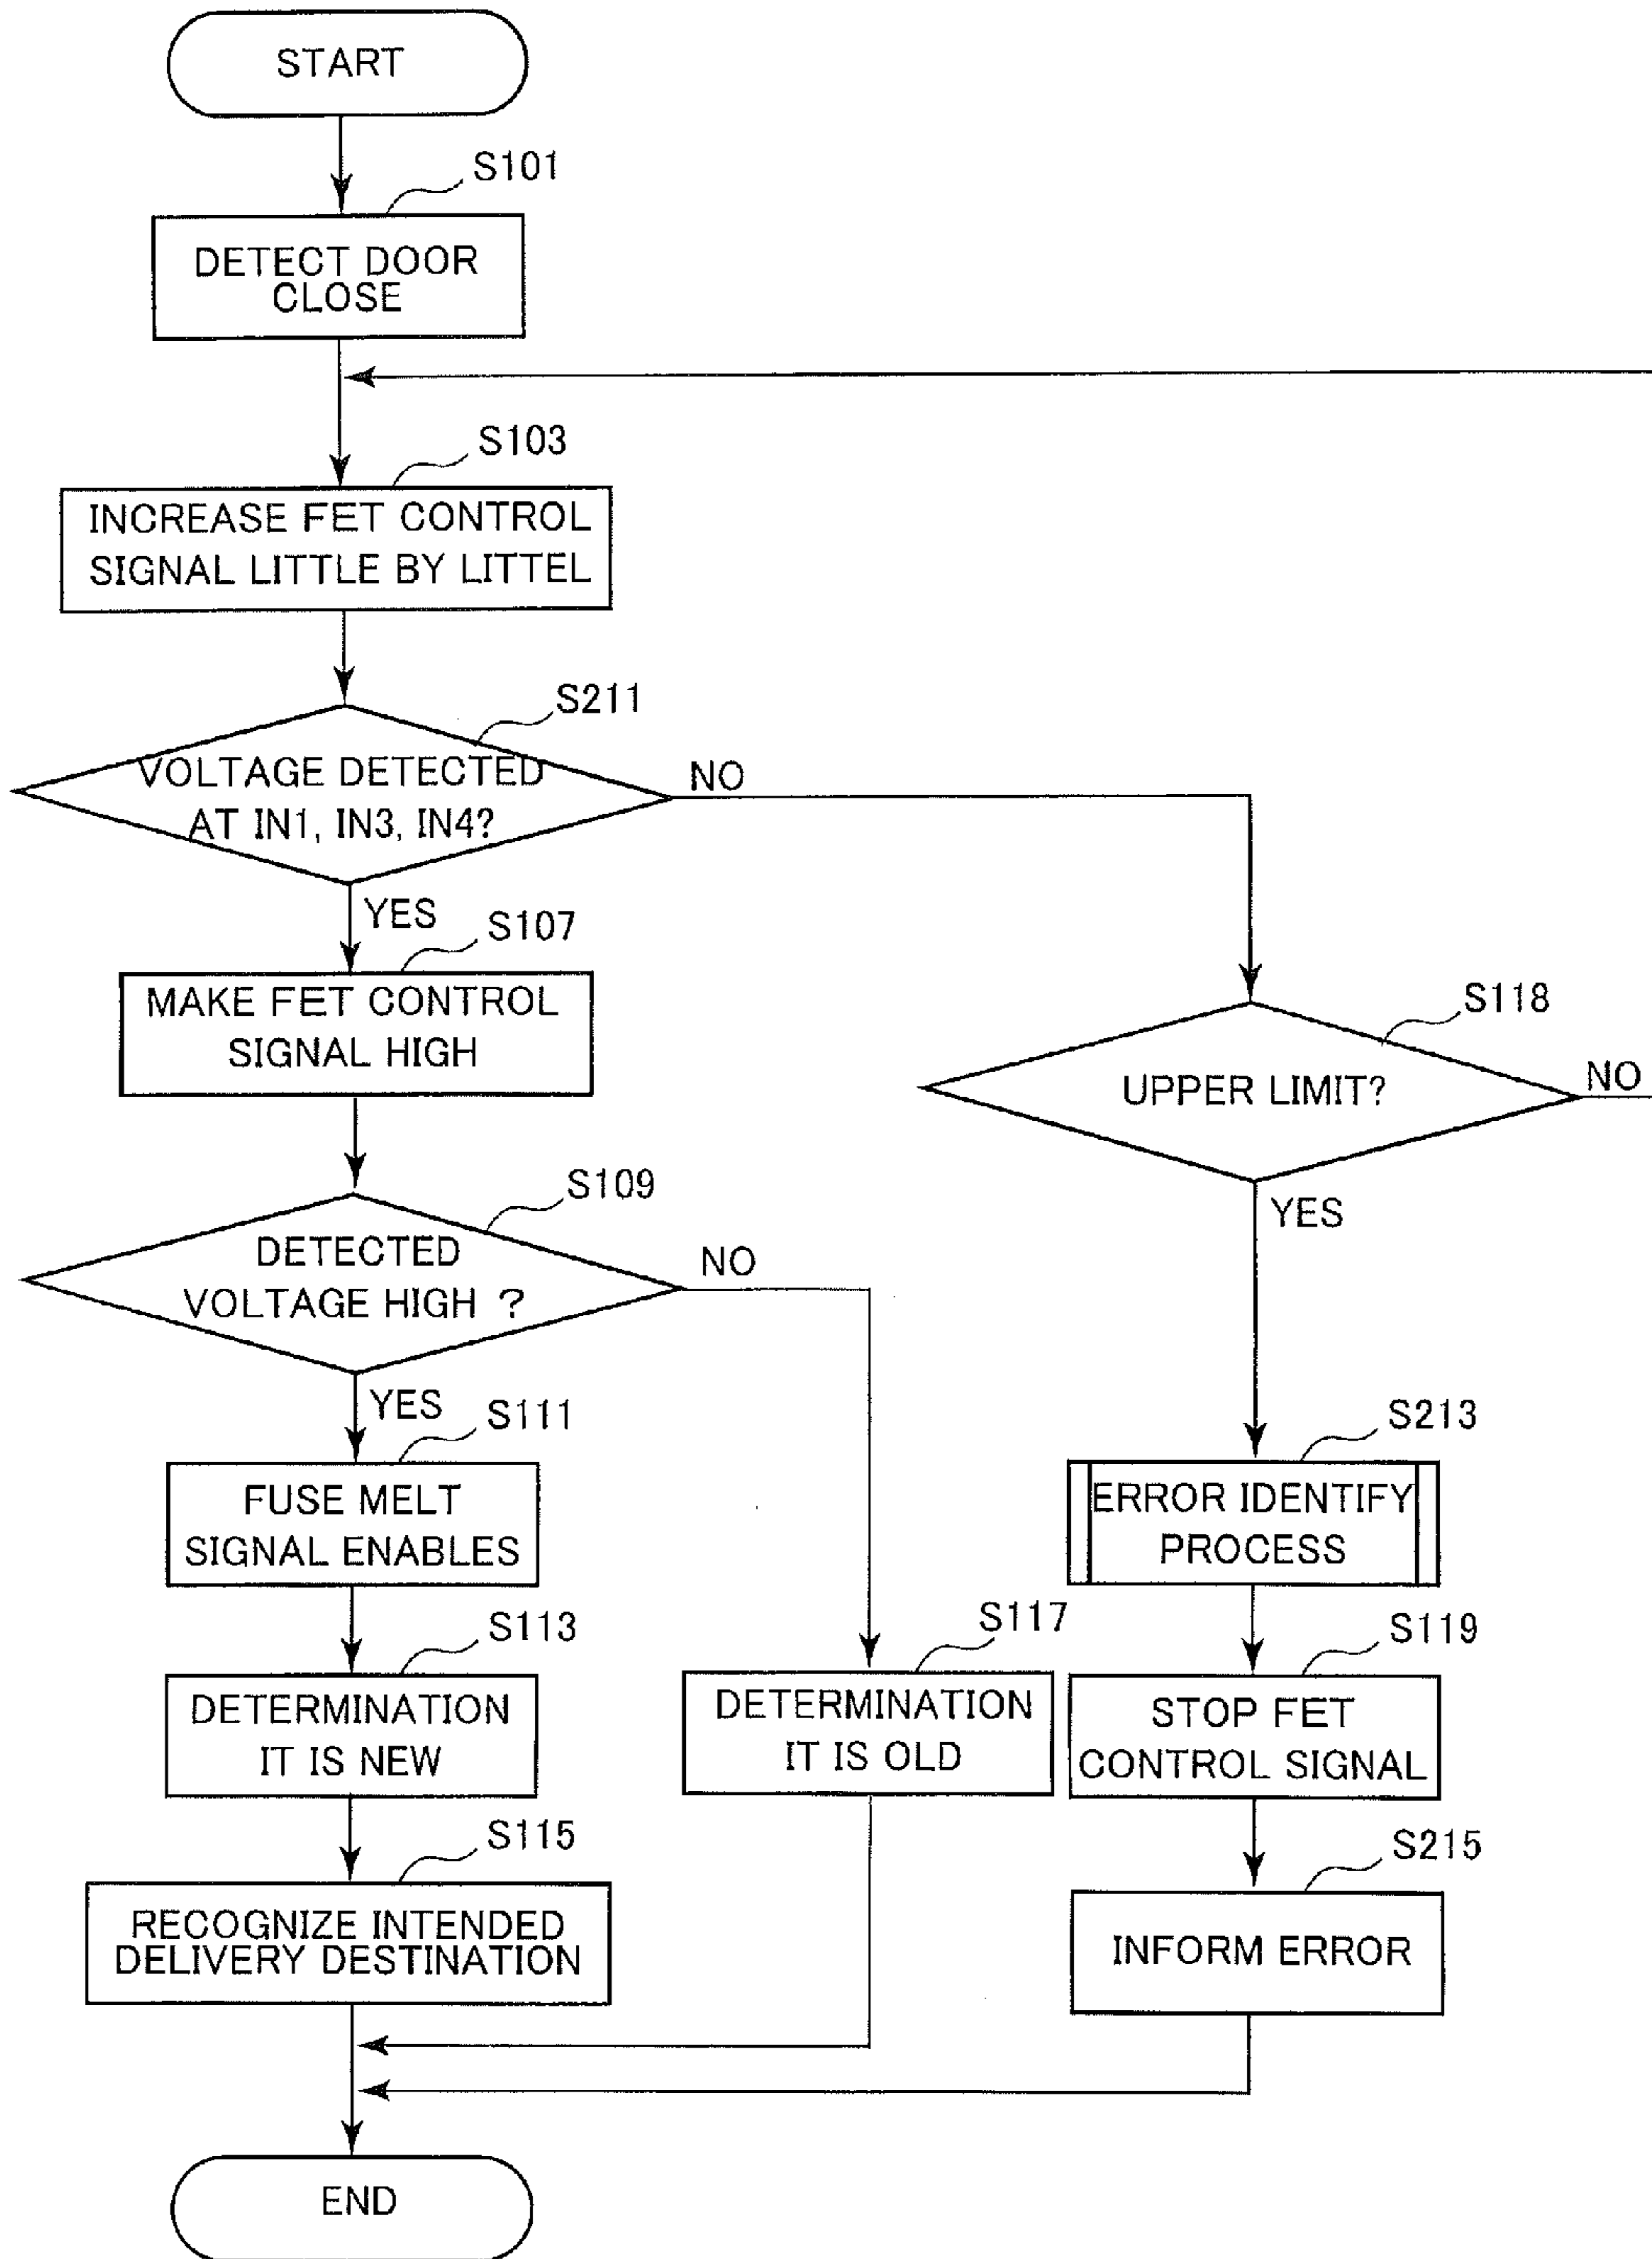 START
S101
DETECT DOOR
CLOSE
S103
INCREASE FET CONTROL
SIGNAL LITTLE BY LITTEL
S211
VOLTAGE DETECTED
AT IN1, IN3, IN4?
NO
YES
S107
MAKE FET CONTROL
SIGNAL HIGH
S118
UPPER LIMIT?
NO
YES
S109
DETECTED
VOLTAGE HIGH ?
NO
YES
S111
FUSE MELT
SIGNAL ENABLES
S213
ERROR IDENTIFY
PROCESS
S113
DETERMINATION
IT IS NEW
S117
DETERMINATION
IT IS OLD
S119
STOP FET
CONTROL SIGNAL
S115
RECOGNIZE INTENDED
DELIVERY DESTINATION
S215
INFORM ERROR
END